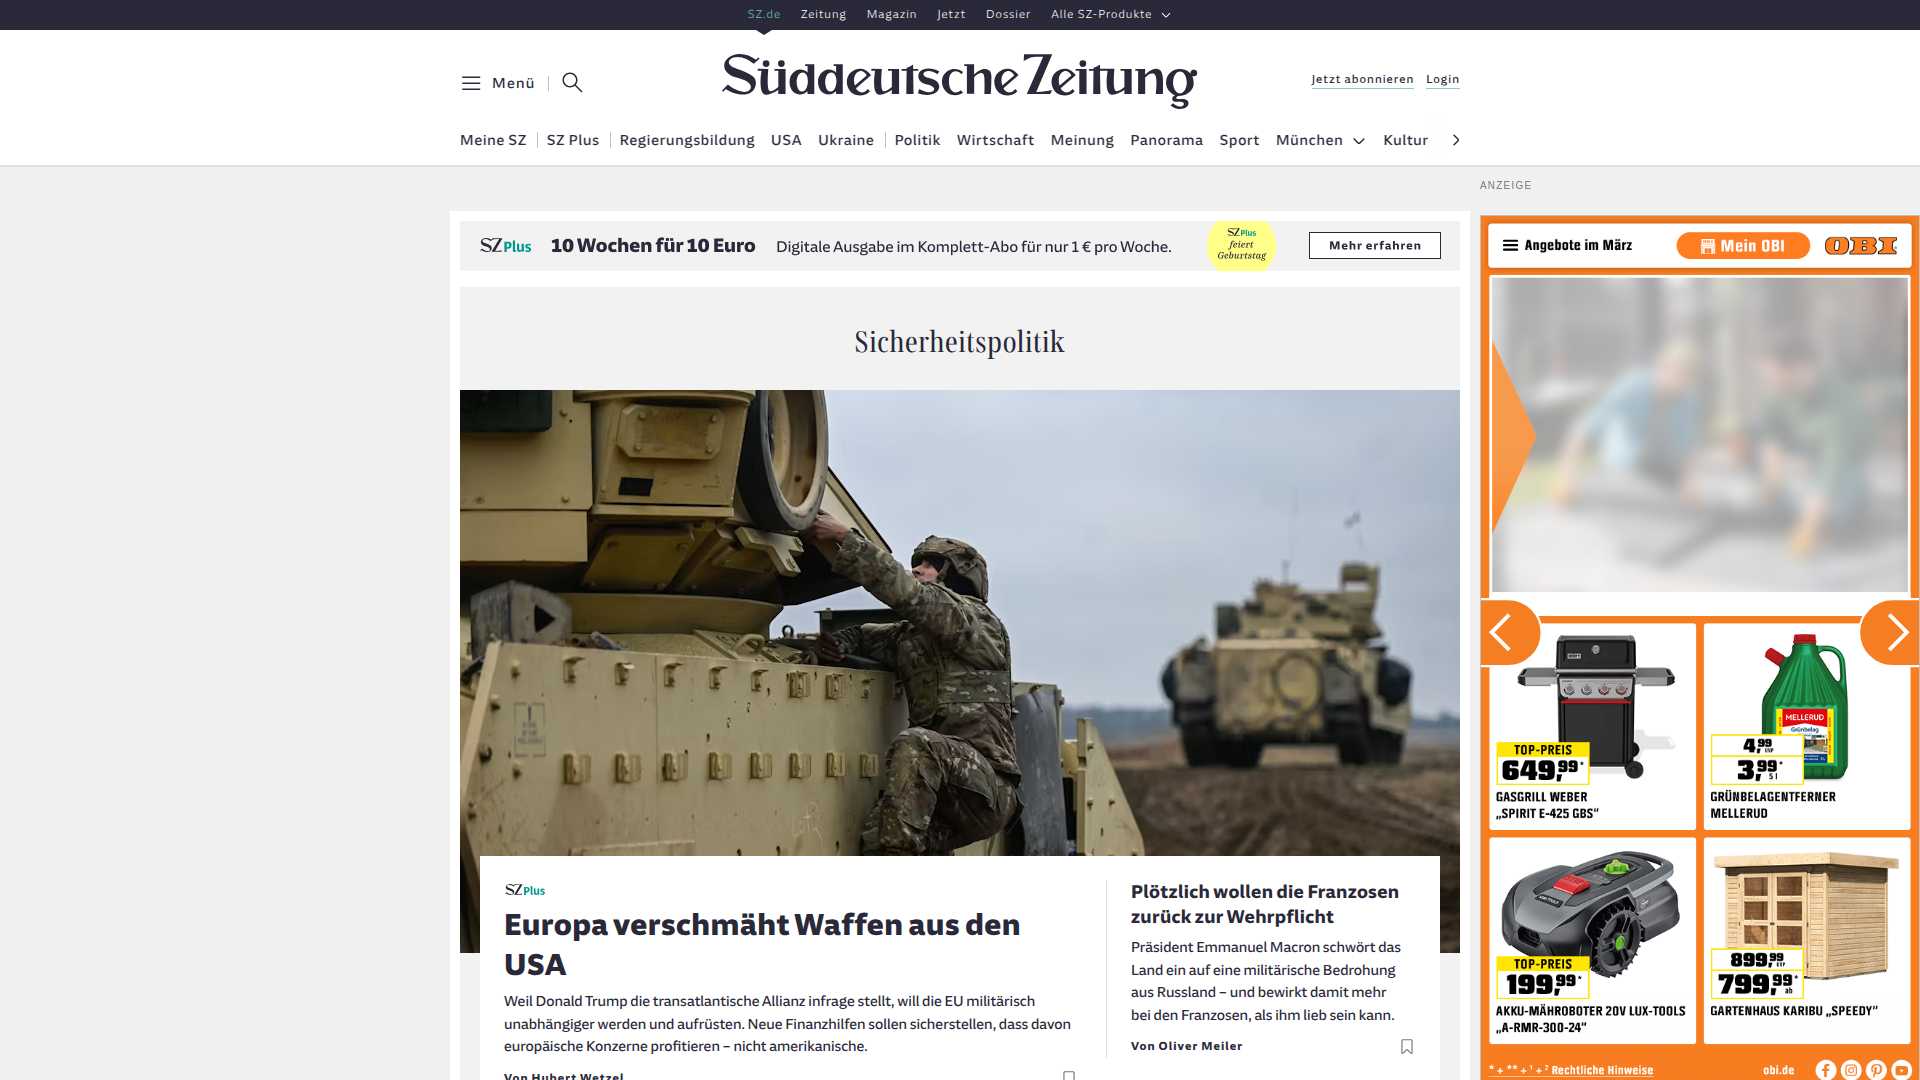 SZ.de Zeitung Magazin Jetzt Dossier Alle SZ-Produkte
Menü
Süddeutsche Zeitung
Jetzt abonnieren Login
Meine SZ SZ Plus Regierungsbildung USA Ukraine Politik Wirtschaft Meinung Panorama Sport München Kultur
ANZEIGE
SZ Plus 10 Wochen für 10 Euro Digitale Ausgabe im Komplett-Abo für nur 1 € pro Woche.
SZ Plus
feiert
Geburtstag
Mehr erfahren
Sicherheitspolitik
SZ Plus
Europa verschmäht Waffen aus den
USA
Weil Donald Trump die transatlantische Allianz infrage stellt, will die EU militärisch
unabhängiger werden und aufrüsten. Neue Finanzhilfen sollen sicherstellen, dass davon
europäische Konzerne profitieren – nicht amerikanische.
Von Hubert Wetzel
Plötzlich wollen die Franzosen
zurück zur Wehrpflicht
Präsident Emmanuel Macron schwört das
Land ein auf eine militärische Bedrohung
aus Russland – und bewirkt damit mehr
bei den Franzosen, als ihm lieb sein kann.
Von Oliver Meiler
Angebote im März Mein OBI OBI
TOP-PREIS
649,99*
GASGRILL WEBER
„SPIRIT E-425 GBS“
MELLERUD
Grünbelag
4,99 UVP
3,99* 5 l
GRÜNBELAGENTFERNER
MELLERUD
TOP-PREIS
199,99*
AKKU-MÄHROBOTER 20V LUX-TOOLS
„A-RMR-300-24“
899,99
799,99* ab
GARTENHAUS KARIBU „SPEEDY“
* + ** + ¹ + ² Rechtliche Hinweise
obi.de